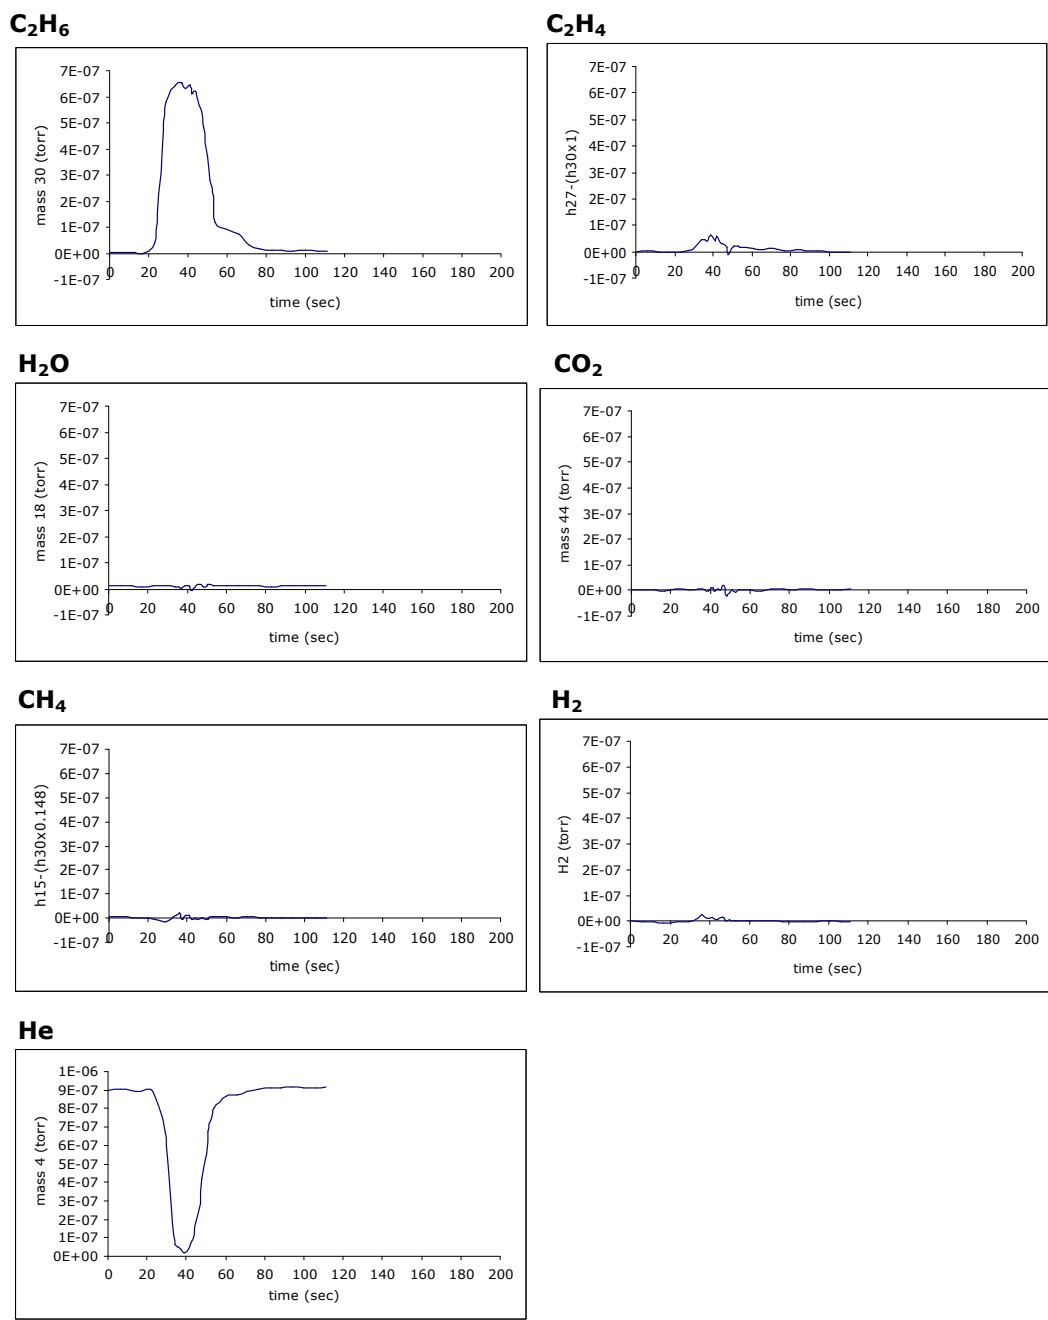 C₂H₆
7E-07
6E-07
5E-07
4E-07
3E-07
2E-07
1E-07
0E+00
-1E-07
0 20 40 60 80 100 120 140 160 180 200
mass 30 (torr)
time (sec)
C₂H₄
7E-07
6E-07
5E-07
4E-07
3E-07
2E-07
1E-07
0E+00
-1E-07
0 20 40 60 80 100 120 140 160 180 200
h27-(h30x1)
time (sec)
H₂O
7E-07
6E-07
5E-07
4E-07
3E-07
2E-07
1E-07
0E+00
-1E-07
0 20 40 60 80 100 120 140 160 180 200
mass 18 (torr)
time (sec)
CO₂
7E-07
6E-07
5E-07
4E-07
3E-07
2E-07
1E-07
0E+00
-1E-07
0 20 40 60 80 100 120 140 160 180 200
mass 44 (torr)
time (sec)
CH₄
7E-07
6E-07
5E-07
4E-07
3E-07
2E-07
1E-07
0E+00
-1E-07
0 20 40 60 80 100 120 140 160 180 200
h15-(h30x0.148)
time (sec)
H₂
7E-07
6E-07
5E-07
4E-07
3E-07
2E-07
1E-07
0E+00
-1E-07
0 20 40 60 80 100 120 140 160 180 200
H2 (torr)
time (sec)
He
1E-06
9E-07
8E-07
7E-07
6E-07
5E-07
4E-07
3E-07
2E-07
1E-07
0E+00
0 20 40 60 80 100 120 140 160 180 200
mass 4 (torr)
time (sec)